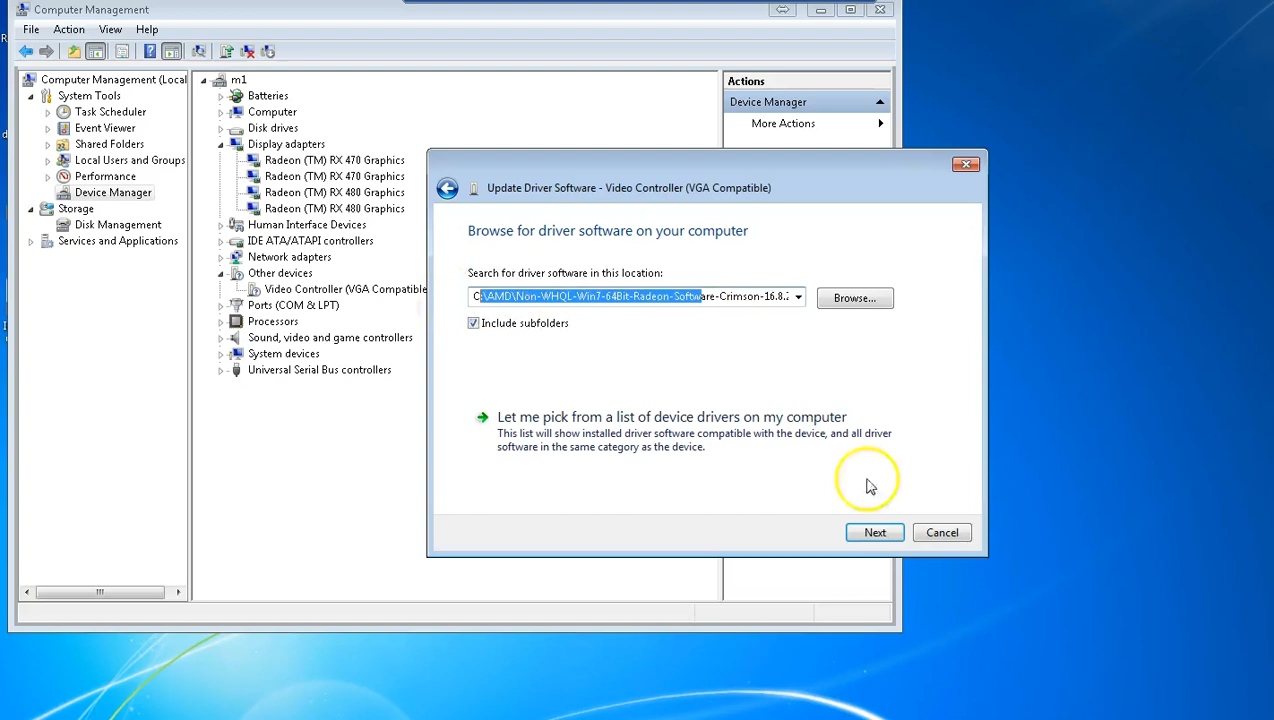 Computer Management
File Action View Help
Computer Management (Local
System Tools
Task Scheduler
Event Viewer
Shared Folders
Local Users and Groups
Performance
Device Manager
Storage
Disk Management
Services and Applications
m1
Batteries
Computer
Disk drives
Display adapters
Radeon (TM) RX 470 Graphics
Radeon (TM) RX 470 Graphics
Radeon (TM) RX 480 Graphics
Radeon (TM) RX 480 Graphics
Human Interface Devices
IDE ATA/ATAPI controllers
Network adapters
Other devices
Video Controller (VGA Compatible
Ports (COM & LPT)
Processors
Sound, video and game controllers
System devices
Universal Serial Bus controllers
Actions
Device Manager
More Actions
Update Driver Software - Video Controller (VGA Compatible)
Browse for driver software on your computer
Search for driver software in this location:
C:\AMD\Non-WHQL-Win7-64Bit-Radeon-Software-Crimson-16.8.2
Browse...
Include subfolders
Let me pick from a list of device drivers on my computer
This list will show installed driver software compatible with the device, and all driver
software in the same category as the device.
Next
Cancel